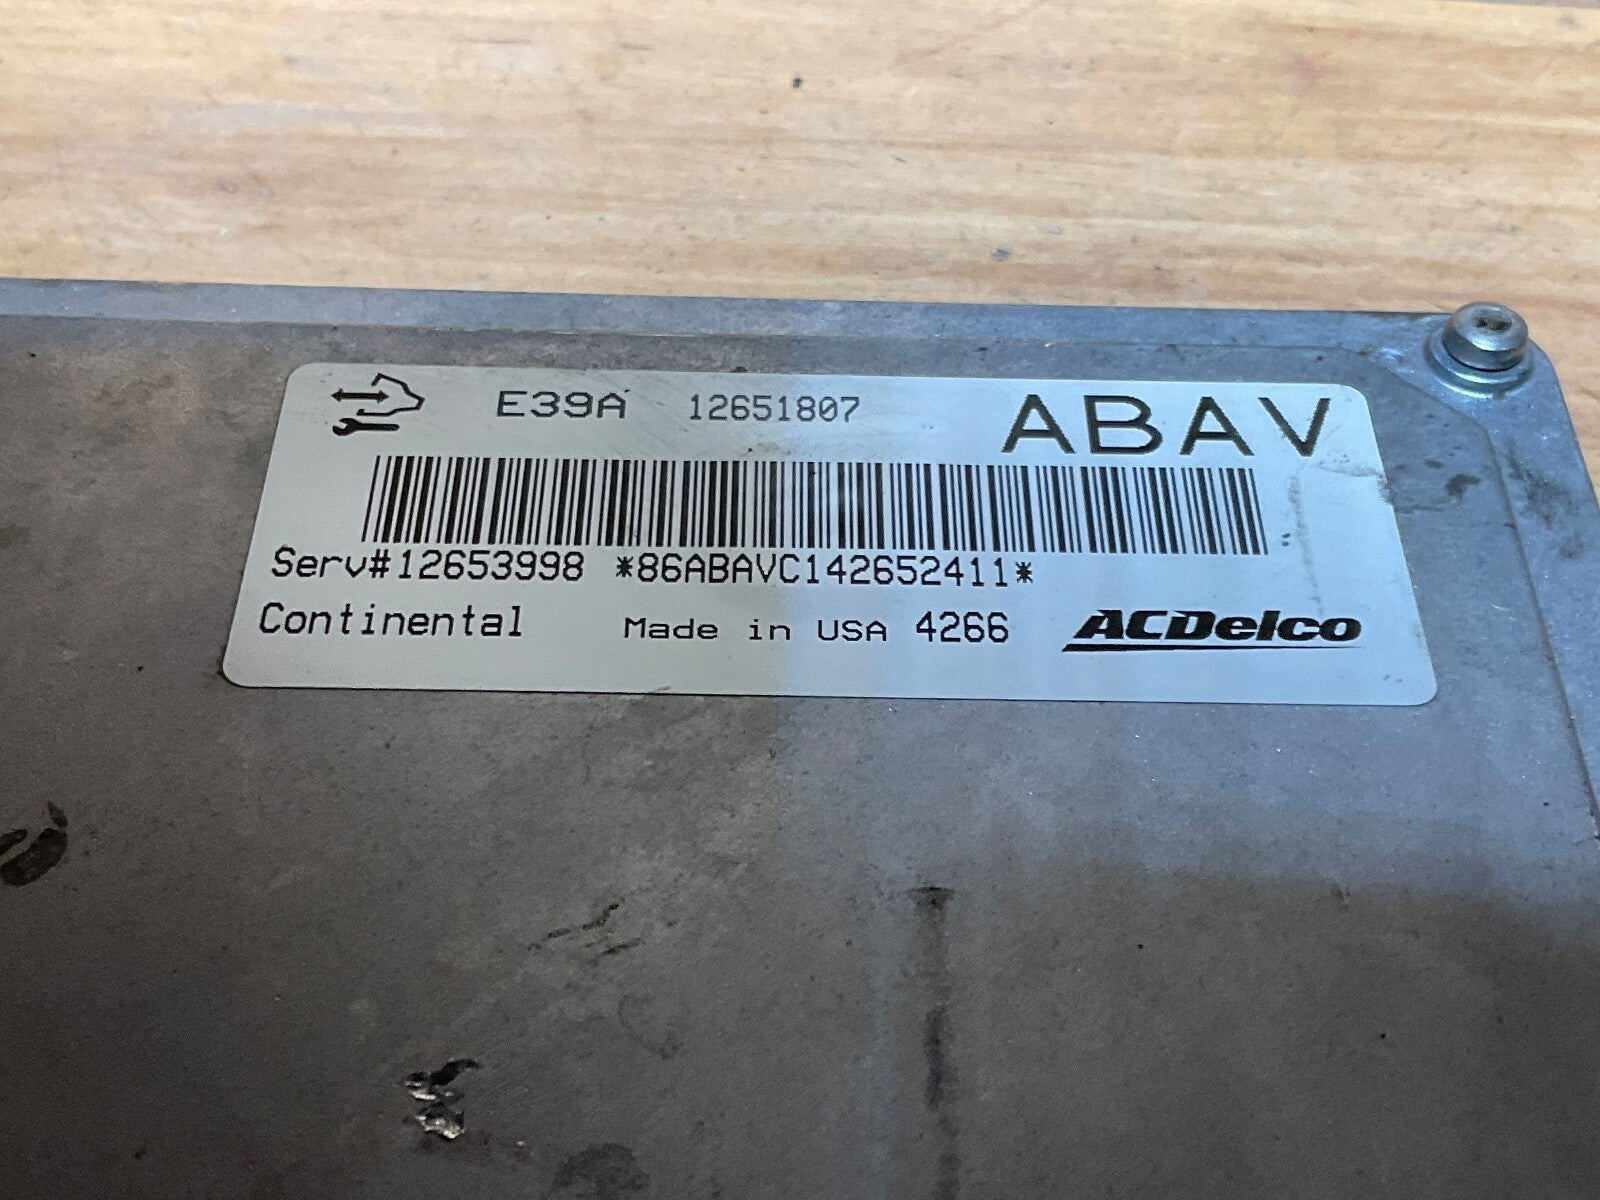 E39A 12651807 ABAV
Serv#12653998 *86ABAVC142652411*
Continental Made in USA 4266 ACDelco